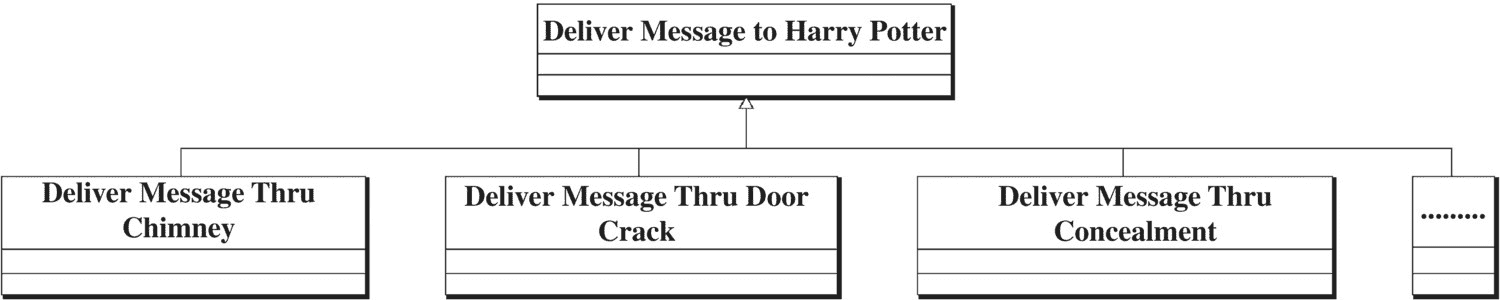 Deliver Message to Harry Potter
Deliver Message Thru
Chimney
Deliver Message Thru Door
Crack
Deliver Message Thru
Concealment
.........